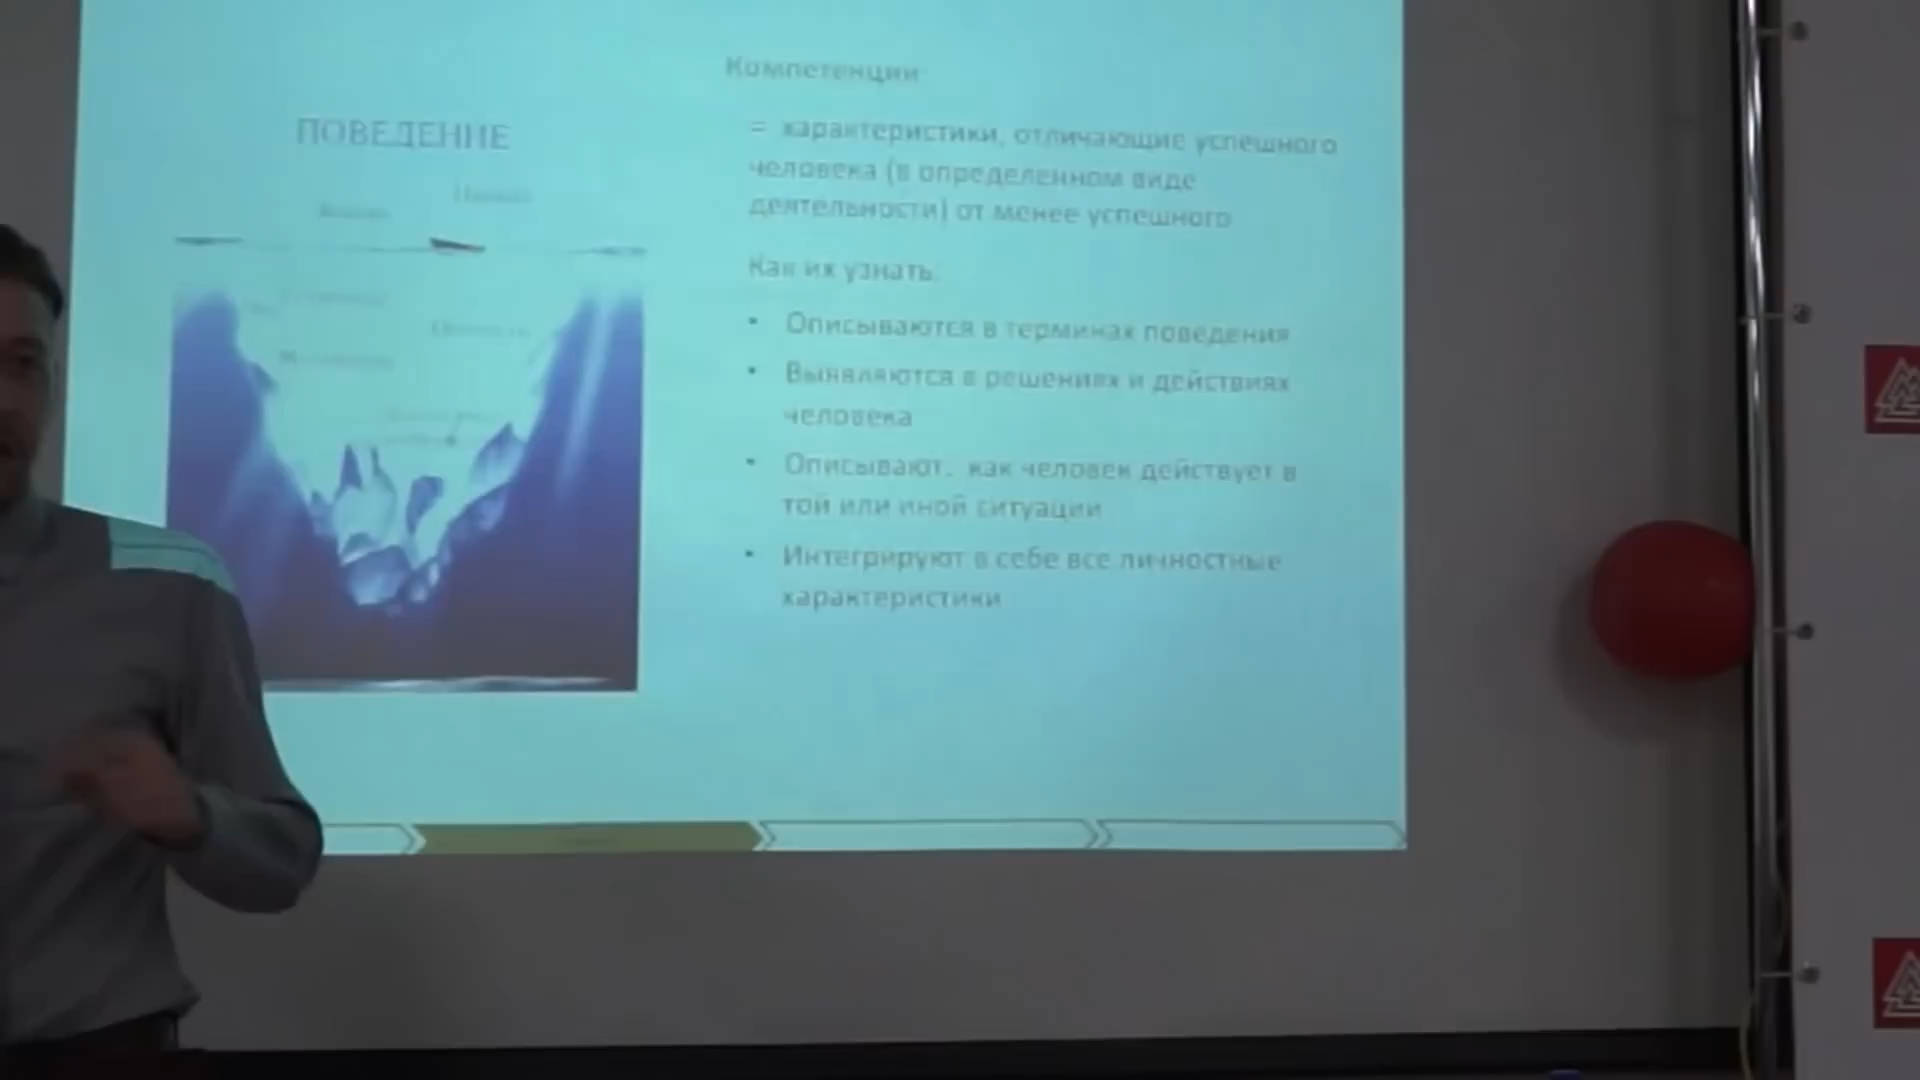 Компетенции
ПОВЕДЕНИЕ
= характеристики, отличающие успешного
человека (в определенном виде
деятельности) от менее успешного
Как их узнать:
• Описываются в терминах поведения
• Выявляются в решениях и действиях
человека
• Описывают, как человек действует в
той или иной ситуации
• Интегрируют в себе все личностные
характеристики